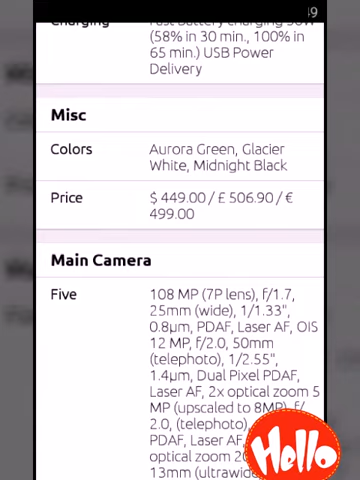 49
Charging Fast battery charging 30W
(58% in 30 min., 100% in
65 min.) USB Power
Delivery
Misc
Colors Aurora Green, Glacier
White, Midnight Black
Price $ 449.00 / £ 506.90 / €
499.00
Main Camera
Five 108 MP (7P lens), f/1.7,
25mm (wide), 1/1.33",
0.8µm, PDAF, Laser AF, OIS
12 MP, f/2.0, 50mm
(telephoto), 1/2.55",
1.4µm, Dual Pixel PDAF,
Laser AF, 2x optical zoom 5
MP (upscaled to 8MP), f/
2.0, (telephoto),
PDAF, Laser AF,
optical zoom
13mm (ultrawide
Hello